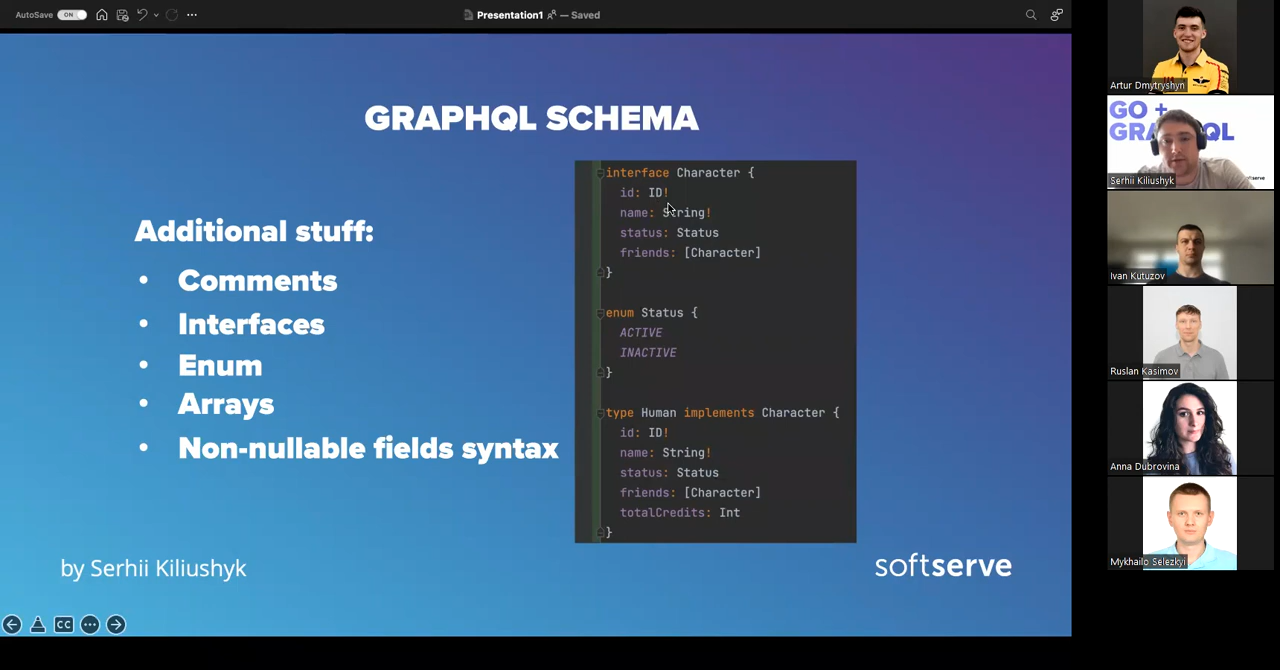 AutoSave ON
Presentation1 — Saved
GRAPHQL SCHEMA
Additional stuff:
• Comments
• Interfaces
• Enum
• Arrays
• Non-nullable fields syntax
interface Character {
id: ID!
name: String!
status: Status
friends: [Character]
}
enum Status {
ACTIVE
INACTIVE
}
type Human implements Character {
id: ID!
name: String!
status: Status
friends: [Character]
totalCredits: Int
}
by Serhii Kiliushyk
softserve
CC
Artur Dmytryshyn
GO +
Serhii Kiliushyk
Ivan Kutuzov
Ruslan Kasimov
Anna Dubrovina
Mykhailo Selezkyi